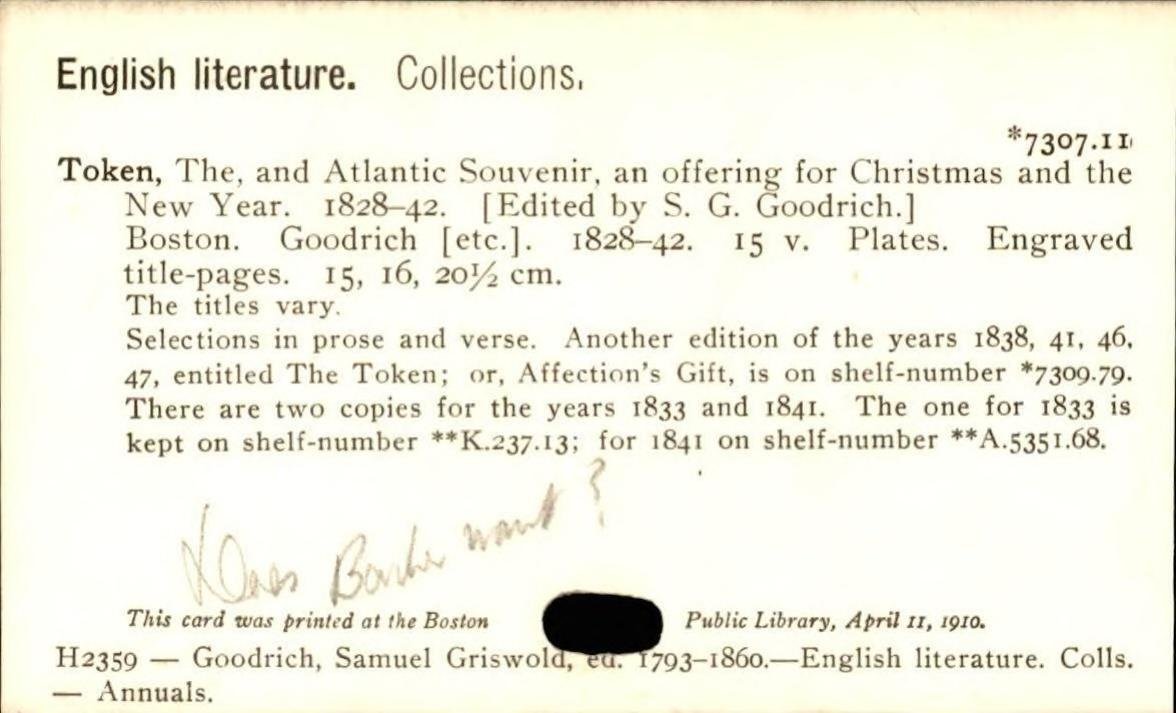 English literature. Collections.
*7307.11
Token, The, and Atlantic Souvenir, an offering for Christmas and the
New Year. 1828–42. [Edited by S. G. Goodrich.]
Boston. Goodrich [etc.]. 1828–42. 15 v. Plates. Engraved
title-pages. 15, 16, 20½ cm.
The titles vary.
Selections in prose and verse. Another edition of the years 1838, 41, 46,
47, entitled The Token; or, Affection's Gift, is on shelf-number *7309.79.
There are two copies for the years 1833 and 1841. The one for 1833 is
kept on shelf-number **K.237.13; for 1841 on shelf-number **A.5351.68.
Does want?
This card was printed at the Boston Public Library, April 11, 1910.
H2359 — Goodrich, Samuel Griswold, ed. 1793–1860.—English literature. Colls.
— Annuals.